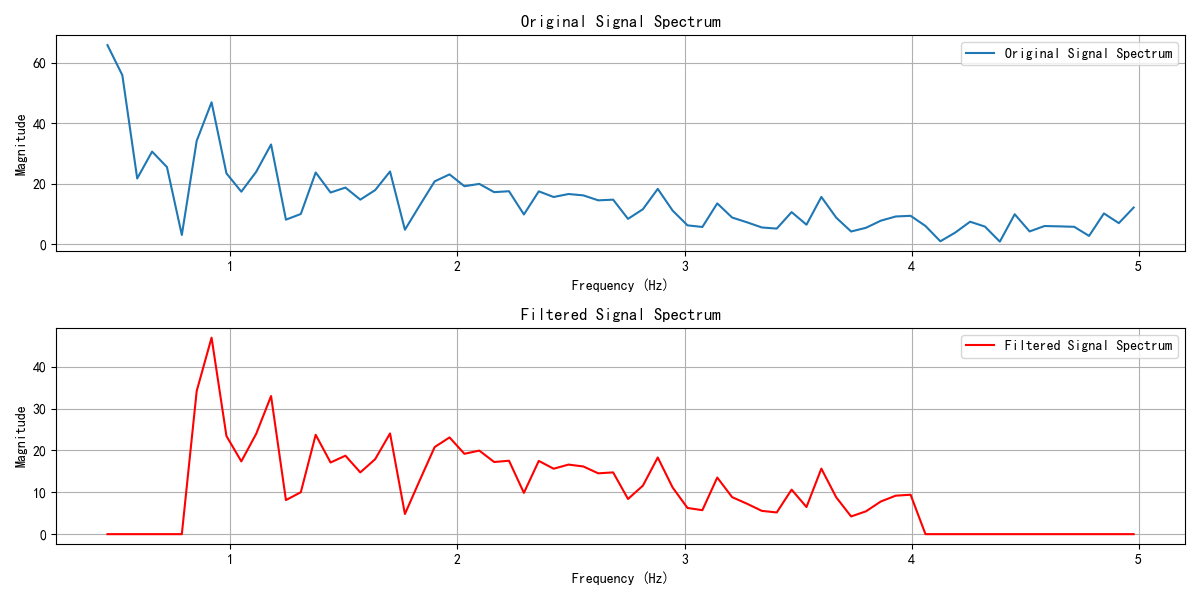 Original Signal Spectrum
Original Signal Spectrum
Magnitude
60
40
20
0
1 2 3 4 5
Frequency (Hz)
Filtered Signal Spectrum
Filtered Signal Spectrum
Magnitude
40
30
20
10
0
1 2 3 4 5
Frequency (Hz)